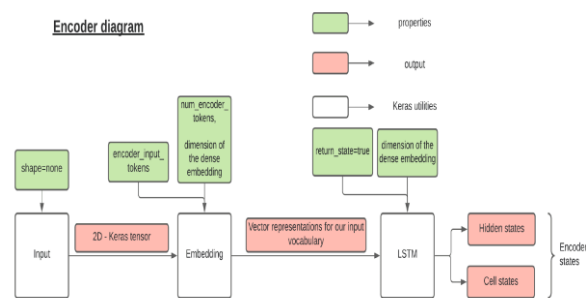 Encoder diagram
properties
output
Keras utilities
num_encoder_
tokens,
dimension of
the dense
embedding
encoder_input_
tokens
return_state=true
dimension of the
dense embedding
shape=none
Input
2D - Keras tensor
Embedding
Vector representations for our input
vocabulary
LSTM
Hidden states
Cell states
Encoder
states